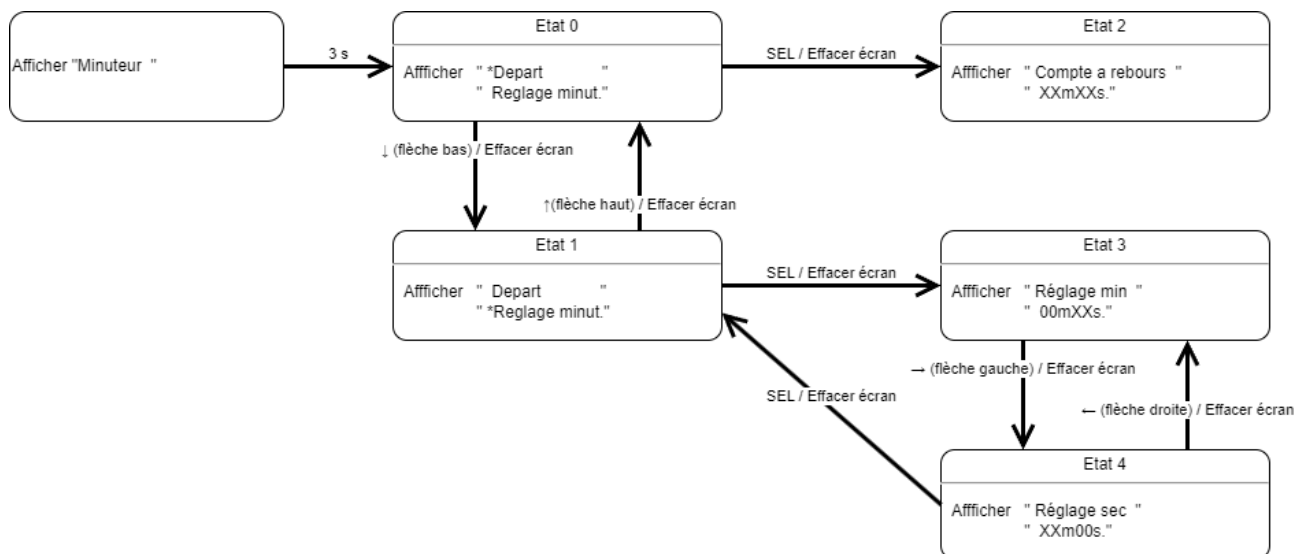 Afficher "Minuteur  "
3 s
Etat 0
Affficher " *Depart "
" Reglage minut."
SEL / Effacer écran
Etat 2
Affficher " Compte a rebours "
" XXmXXs."
↓ (flèche bas) / Effacer écran
↑(flèche haut) / Effacer écran
Etat 1
Affficher " Depart "
" *Reglage minut."
SEL / Effacer écran
Etat 3
Affficher " Réglage min "
" 00mXXs."
→ (flèche gauche) / Effacer écran
SEL / Effacer écran
← (flèche droite) / Effacer écran
Etat 4
Affficher " Réglage sec "
" XXm00s."